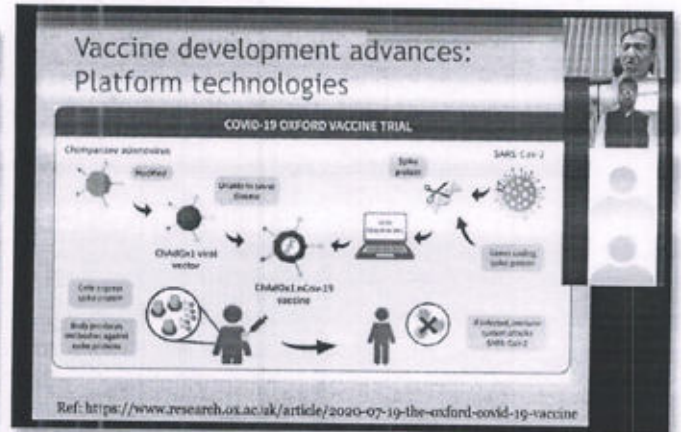 Vaccine development advances:
Platform technologies
COVID-19 OXFORD VACCINE TRIAL
Chimpanzee adenovirus
Modified
Unable to cause
disease
Spike
protein
SARS-CoV-2
ChAdOx1 viral
vector
ChAdOx1 nCov-19
vaccine
Genes coding
spike protein
Cells express
spike protein
Body produces
antibodies against
spike proteins
If infected, immune
system attacks
SARS-CoV-2
Ref: https://www.research.ox.ac.uk/article/2020-07-19-the-oxford-covid-19-vaccine